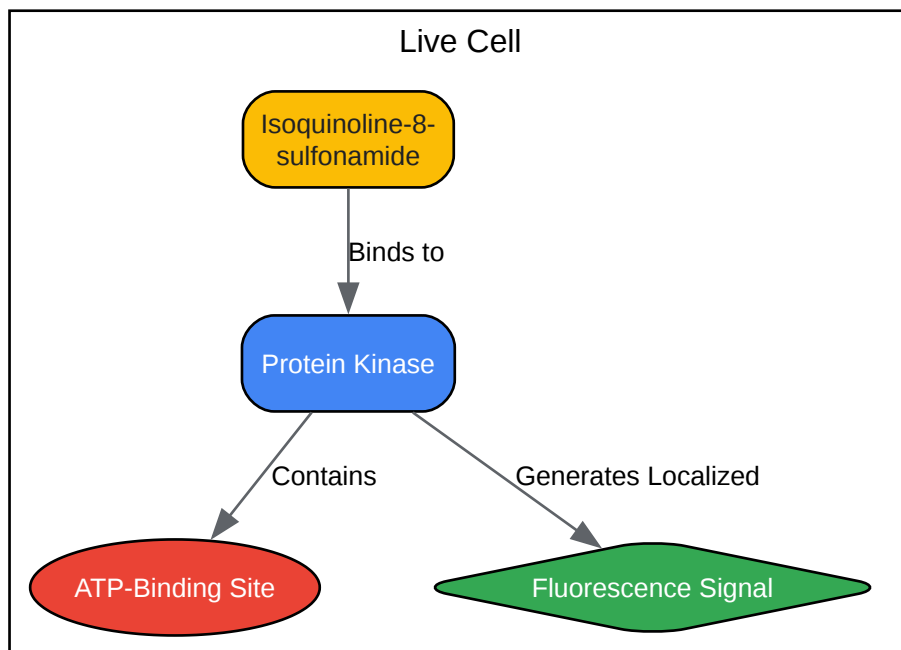 Live Cell
Isoquinoline-8-
sulfonamide
Binds to
Protein Kinase
Contains
Generates Localized
ATP-Binding Site
Fluorescence Signal